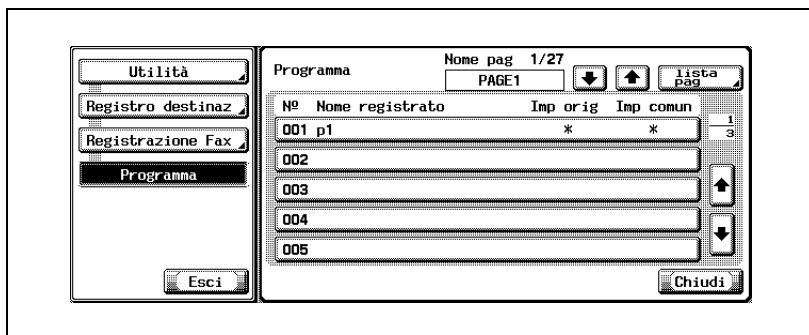 Utilità
Registro destinaz
Registrazione Fax
Programma
Esci
Programma
Nome pag 1/27
PAGE1
lista pag
Nº Nome registrato Imp orig Imp comun
001 p1 * *
002
003
004
005
1
3
Chiudi